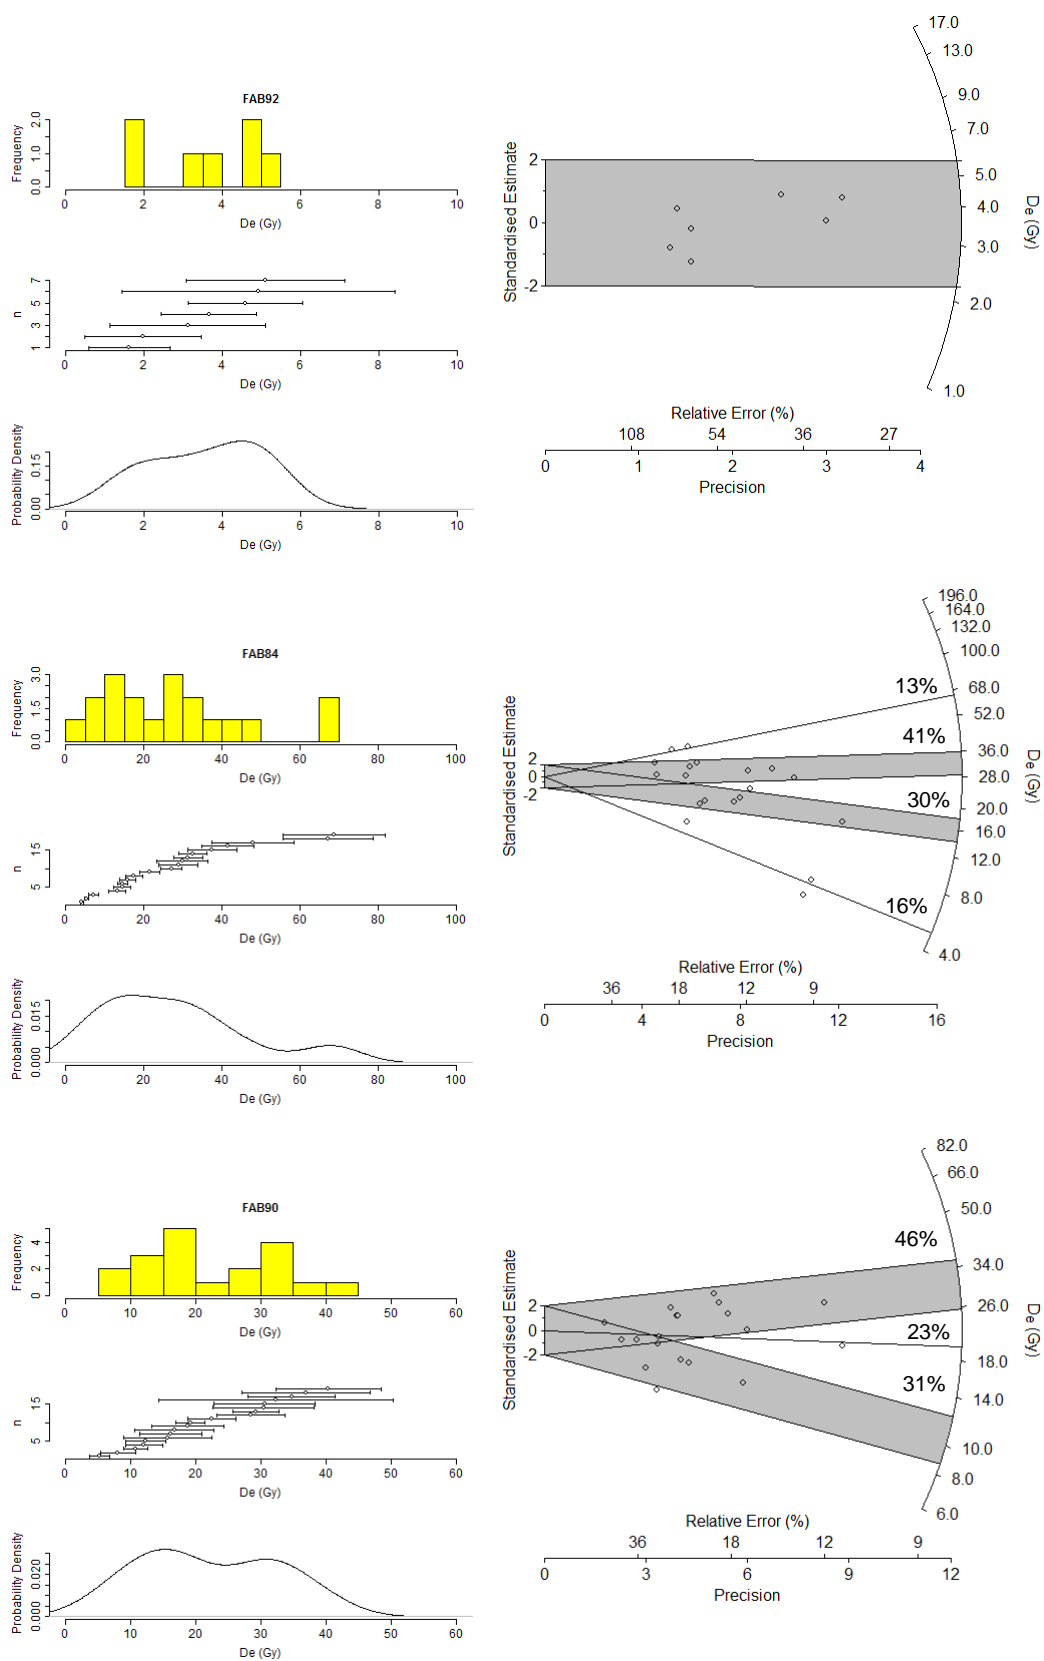 FAB92
Frequency
0.0 1.0 2.0
0 2 4 6 8 10
De (Gy)
n
1 3 5 7
0 2 4 6 8 10
De (Gy)
Probability Density
0.00 0.15
0 2 4 6 8 10
De (Gy)
Standardised Estimate
2
0
-2
17.0
13.0
9.0
7.0
5.0
4.0
3.0
2.0
1.0
De (Gy)
Relative Error (%)
108 54 36 27
0 1 2 3 4
Precision
FAB84
Frequency
0.0 1.5 3.0
0 20 40 60 80 100
De (Gy)
n
5 15
0 20 40 60 80 100
De (Gy)
Probability Density
0.000 0.015
0 20 40 60 80 100
De (Gy)
Standardised Estimate
2
0
-2
13%
41%
30%
16%
196.0
164.0
132.0
100.0
68.0
52.0
36.0
28.0
20.0
16.0
12.0
8.0
4.0
De (Gy)
Relative Error (%)
36 18 12 9
0 4 8 12 16
Precision
FAB90
Frequency
0 2 4
0 10 20 30 40 50 60
De (Gy)
n
5 15
0 10 20 30 40 50 60
De (Gy)
Probability Density
0.000 0.020
0 10 20 30 40 50 60
De (Gy)
Standardised Estimate
2
0
-2
46%
23%
31%
82.0
66.0
50.0
34.0
26.0
18.0
14.0
10.0
8.0
6.0
De (Gy)
Relative Error (%)
36 18 12 9
0 3 6 9 12
Precision